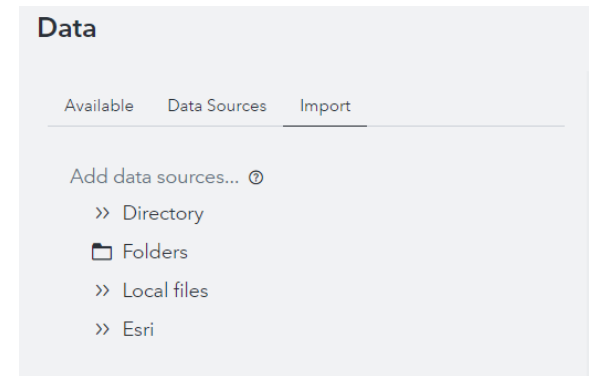 Data
Available Data Sources Import
Add data sources...
Directory
Folders
Local files
Esri